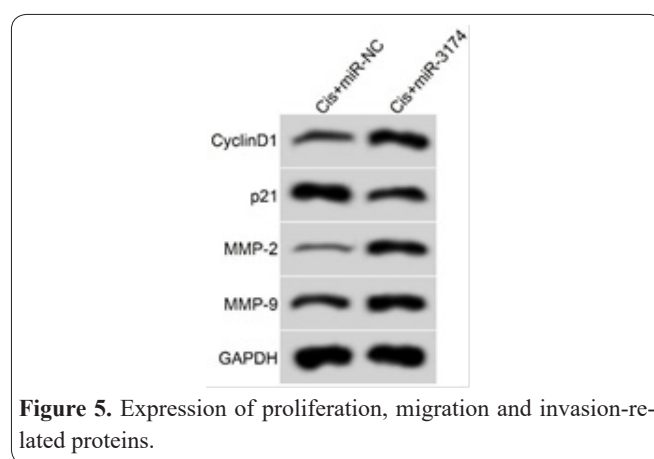 Cis+miR-NC
Cis+miR-3174
CyclinD1
p21
MMP-2
MMP-9
GAPDH
Figure 5. Expression of proliferation, migration and invasion-re-
lated proteins.